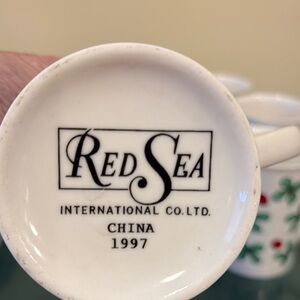 RED SEA
INTERNATIONAL CO. LTD.
CHINA
1997